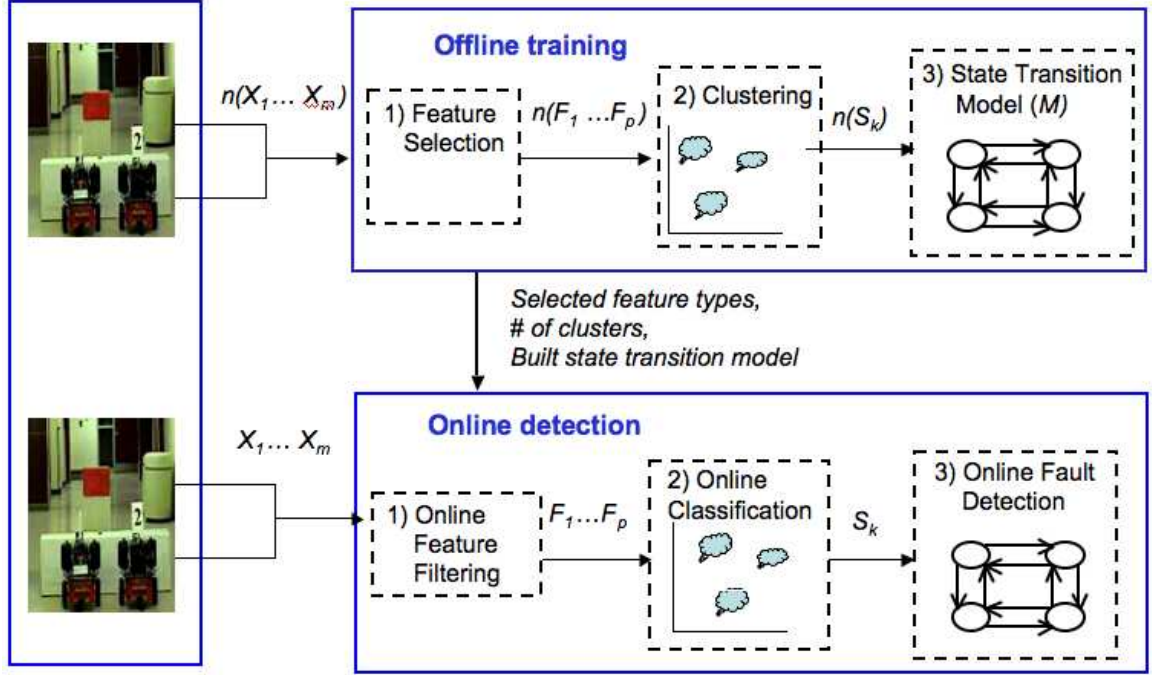 Offline training
n(X₁... Xₘ)
1) Feature
Selection
n(F₁ ...Fₚ)
2) Clustering
n(Sₖ)
3) State Transition
Model (M)
2
Selected feature types,
# of clusters,
Built state transition model
Online detection
X₁... Xₘ
1) Online
Feature
Filtering
F₁...Fₚ
2) Online
Classification
Sₖ
3) Online Fault
Detection
2